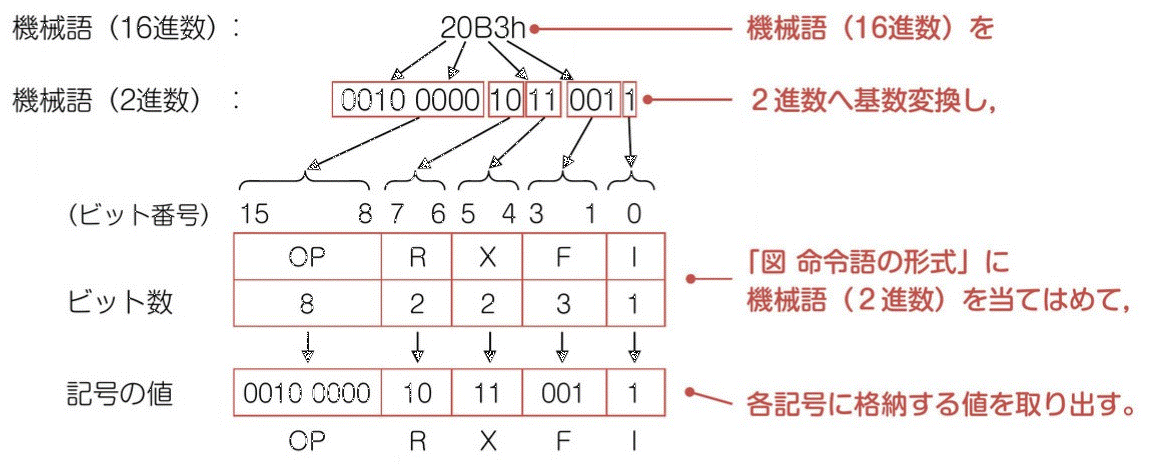 機械語（16進数）: 20B3h 機械語（16進数）を
機械語（2進数） : 0010 0000 10 11 001 1 2進数へ基数変換し,
（ビット番号） 15 8 7 6 5 4 3 1 0
OP R X F I
「図 命令語の形式」に
機械語（2進数）を当てはめて,
ビット数 8 2 2 3 1
記号の値 0010 0000 10 11 001 1
各記号に格納する値を取り出す。
OP R X F I